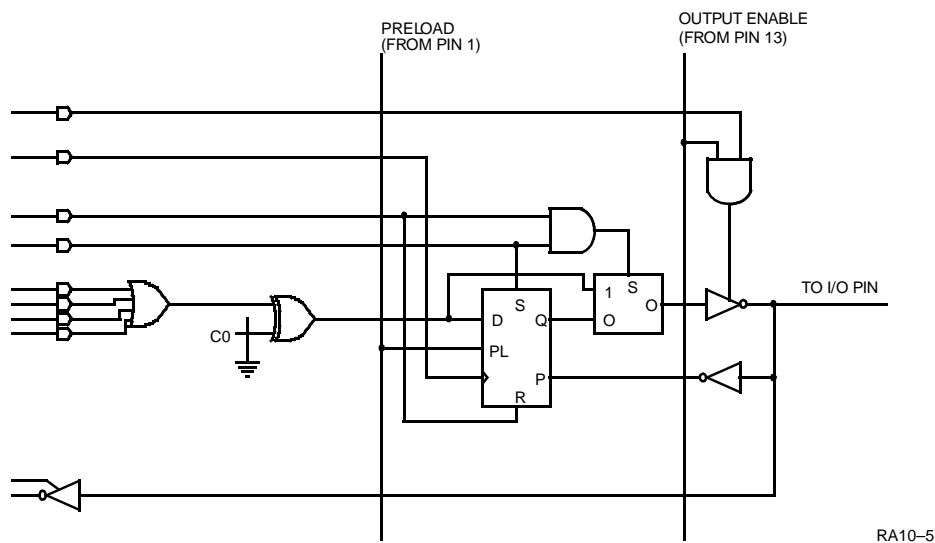 PRELOAD
(FROM PIN 1)
OUTPUT ENABLE
(FROM PIN 13)
TO I/O PIN
1
S
O
O
D
S
Q
PL
P
R
C0
RA10–5